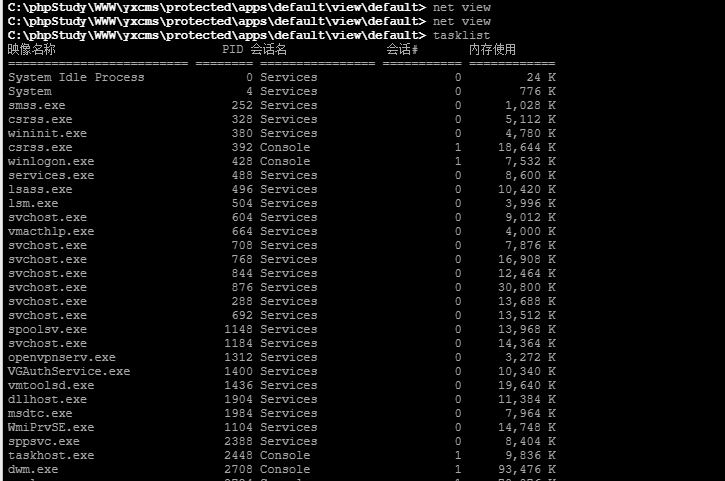 C:\phpStudy\WWW\yxcms\protected\apps\default\view\default> net view
C:\phpStudy\WWW\yxcms\protected\apps\default\view\default> net view
C:\phpStudy\WWW\yxcms\protected\apps\default\view\default> tasklist
映像名称                       PID 会话名              会话#       内存使用
========================= ======== ================ =========== ============
System Idle Process              0 Services                   0         24 K
System                           4 Services                   0        776 K
smss.exe                       252 Services                   0      1,028 K
csrss.exe                      328 Services                   0      5,112 K
wininit.exe                    380 Services                   0      4,780 K
csrss.exe                      392 Console                    1     18,644 K
winlogon.exe                   428 Console                    1      7,532 K
services.exe                   488 Services                   0      8,600 K
lsass.exe                      496 Services                   0     10,420 K
lsm.exe                        504 Services                   0      3,996 K
svchost.exe                    604 Services                   0      9,012 K
vmacthlp.exe                   664 Services                   0      4,000 K
svchost.exe                    708 Services                   0      7,876 K
svchost.exe                    768 Services                   0     16,908 K
svchost.exe                    844 Services                   0     12,464 K
svchost.exe                    876 Services                   0     30,800 K
svchost.exe                    288 Services                   0     13,688 K
svchost.exe                    692 Services                   0     13,512 K
spoolsv.exe                   1148 Services                   0     13,968 K
svchost.exe                   1184 Services                   0     14,364 K
openvpnserv.exe               1312 Services                   0      3,272 K
VGAuthService.exe             1400 Services                   0     10,340 K
vmtoolsd.exe                  1436 Services                   0     19,640 K
dllhost.exe                   1904 Services                   0     11,384 K
msdtc.exe                     1984 Services                   0      7,964 K
WmiPrvSE.exe                  1104 Services                   0     14,748 K
sppsvc.exe                    2388 Services                   0      8,404 K
taskhost.exe                  2448 Console                    1      9,836 K
dwm.exe                       2708 Console                    1     93,476 K